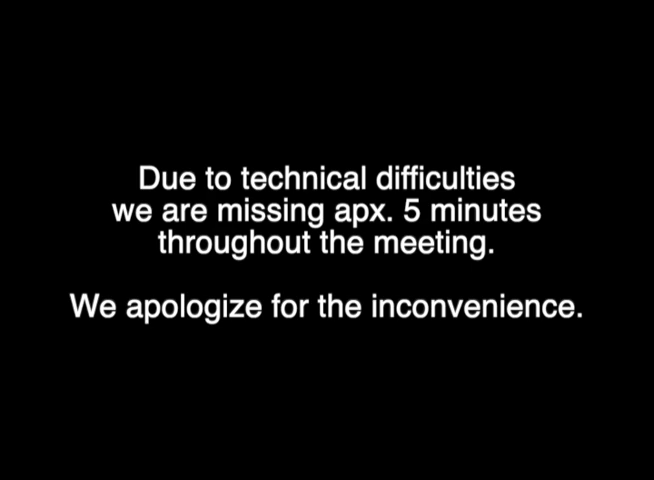 Due to technical difficulties
we are missing apx. 5 minutes
throughout the meeting.
We apologize for the inconvenience.